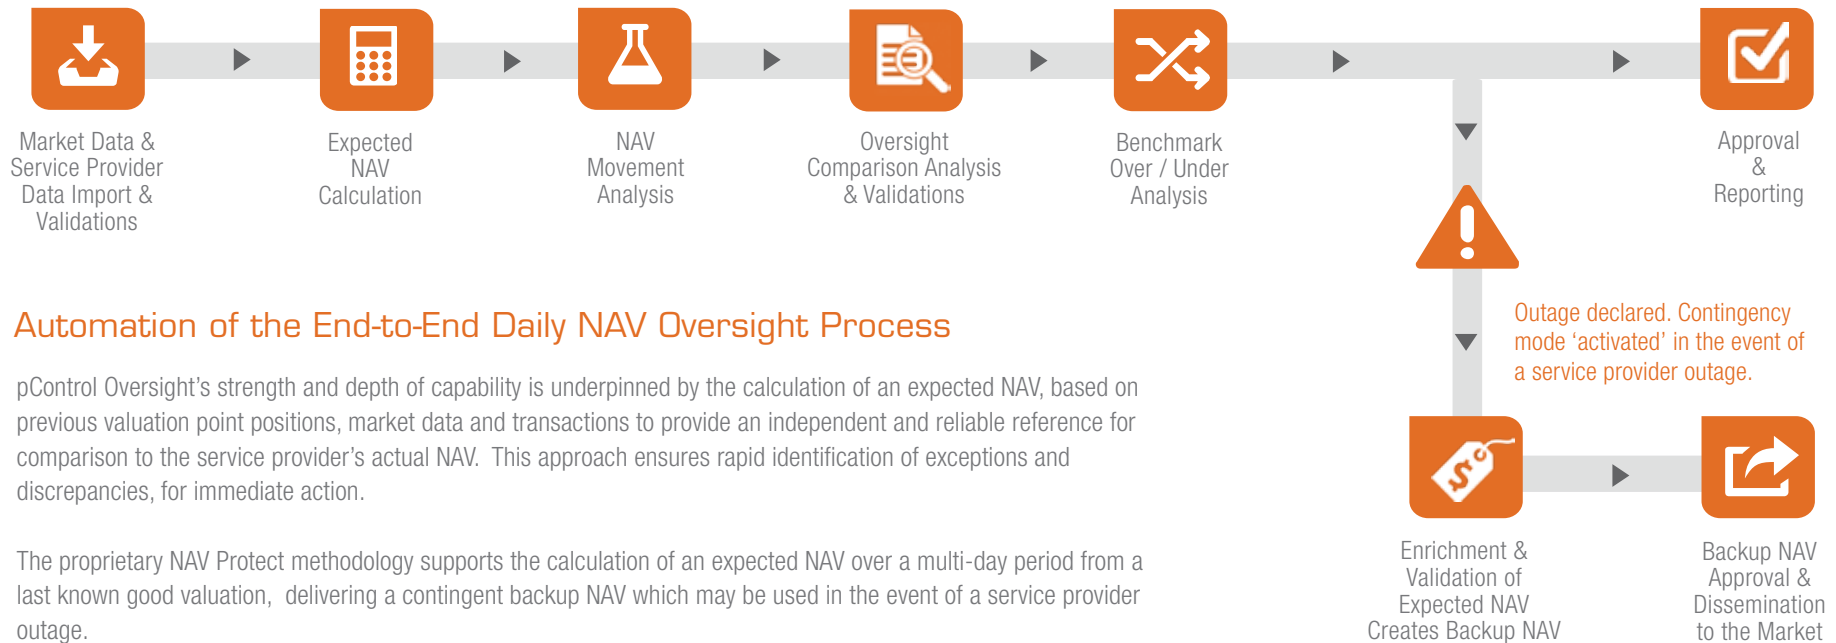 Market Data &
Service Provider
Data Import &
Validations
Expected
NAV
Calculation
NAV
Movement
Analysis
Oversight
Comparison Analysis
& Validations
Benchmark
Over / Under
Analysis
Approval
&
Reporting
Outage declared. Contingency
mode ‘activated’ in the event of
a service provider outage.
Automation of the End-to-End Daily NAV Oversight Process
pControl Oversight’s strength and depth of capability is underpinned by the calculation of an expected NAV, based on
previous valuation point positions, market data and transactions to provide an independent and reliable reference for
comparison to the service provider’s actual NAV.  This approach ensures rapid identification of exceptions and
discrepancies, for immediate action.
The proprietary NAV Protect methodology supports the calculation of an expected NAV over a multi-day period from a
last known good valuation,  delivering a contingent backup NAV which may be used in the event of a service provider
outage.
Enrichment &
Validation of
Expected NAV
Creates Backup NAV
Backup NAV
Approval &
Dissemination
to the Market